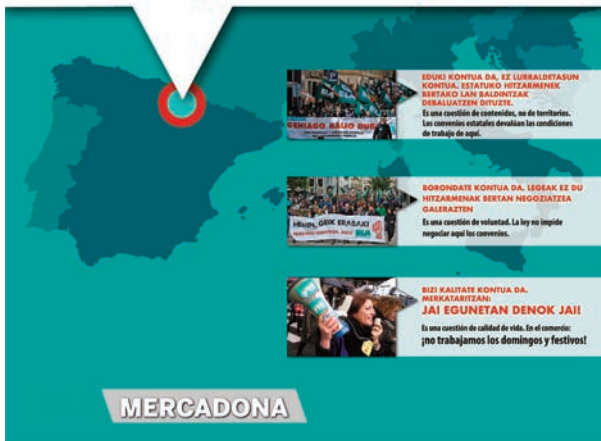 EDUKI KONTUA DA, EZ LURRALDETASUN
KONTUA. ESTATUKO HITZARMENEK
BERTAKO LAN BALDINTZAK
DEBALUATZEN DITUZTE.
Es una cuestión de contenidos, no de territorios.
Los convenios estatales devalúan las condiciones
de trabajo de aquí.
GEHIAGO BALIO DUGU
BORONDATE KONTUA DA. LEGEAK EZ DU
HITZARMENAK BERTAN NEGOZIATZEA
GALERAZTEN
Es una cuestión de voluntad. La ley no impide
negociar aquí los convenios.
HEMEN, GEUK ERABAKI
ELA
BIZI KALITATE KONTUA DA.
MERKATARITZAN:
JAI EGUNETAN DENOK JAI!
Es una cuestión de calidad de vida. En el comercio:
¡no trabajamos los domingos y festivos!
MERCADONA